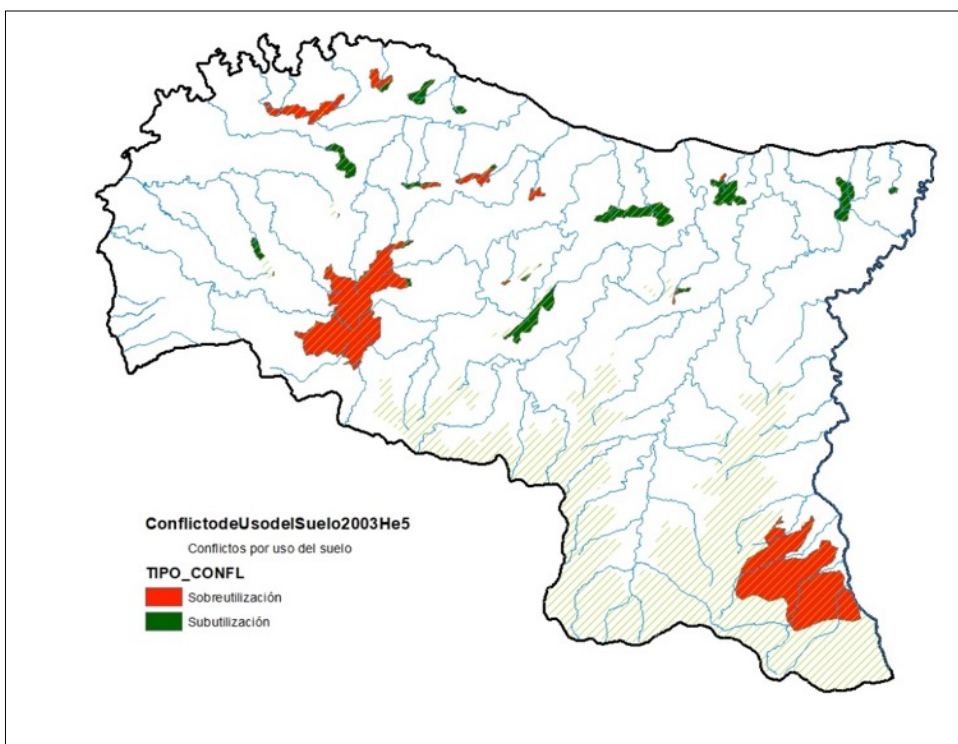 ConflictodeUsodelSuelo2003He5
Conflictos por uso del suelo
TIPO_CONFL
Sobreutilización
Subutilización